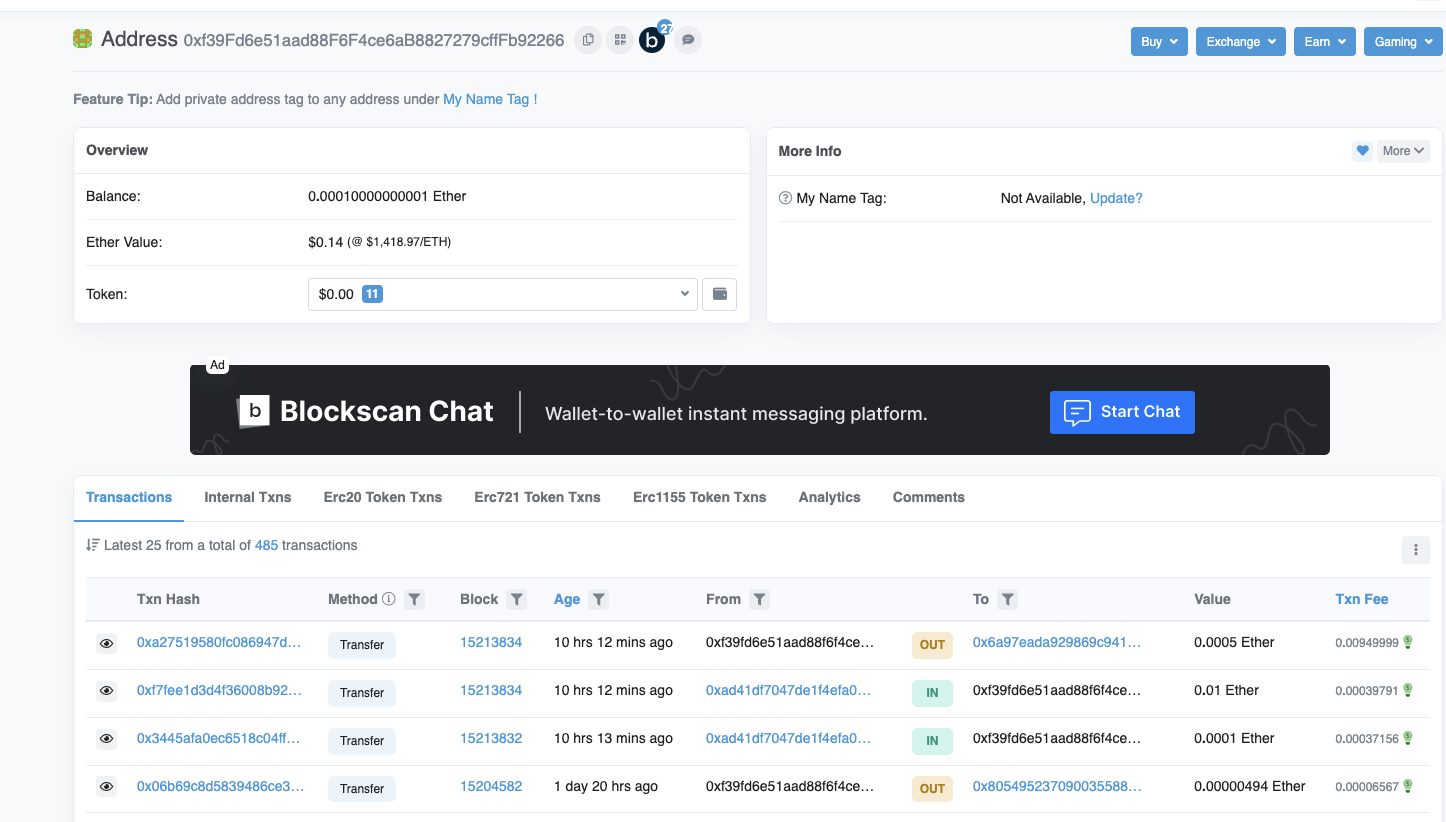 Address 0xf39Fd6e51aad88F6F4ce6aB8827279cffFb92266 b 27
Buy Exchange Earn Gaming
Feature Tip: Add private address tag to any address under My Name Tag !
Overview
Balance: 0.00010000000001 Ether
Ether Value: $0.14 (@ $1,418.97/ETH)
Token: $0.00 11
More Info More
My Name Tag: Not Available, Update?
Ad
b Blockscan Chat Wallet-to-wallet instant messaging platform. Start Chat
Transactions Internal Txns Erc20 Token Txns Erc721 Token Txns Erc1155 Token Txns Analytics Comments
Latest 25 from a total of 485 transactions
Txn Hash Method Block Age From To Value Txn Fee
0xa27519580fc086947d... Transfer 15213834 10 hrs 12 mins ago 0xf39fd6e51aad88f6f4ce... OUT 0x6a97eada929869c941... 0.0005 Ether 0.00949999
0xf7fee1d3d4f36008b92... Transfer 15213834 10 hrs 12 mins ago 0xad41df7047de1f4efa0... IN 0xf39fd6e51aad88f6f4ce... 0.01 Ether 0.00039791
0x3445afa0ec6518c04ff... Transfer 15213832 10 hrs 13 mins ago 0xad41df7047de1f4efa0... IN 0xf39fd6e51aad88f6f4ce... 0.0001 Ether 0.00037156
0x06b69c8d5839486ce3... Transfer 15204582 1 day 20 hrs ago 0xf39fd6e51aad88f6f4ce... OUT 0x805495237090035588... 0.00000494 Ether 0.00006567